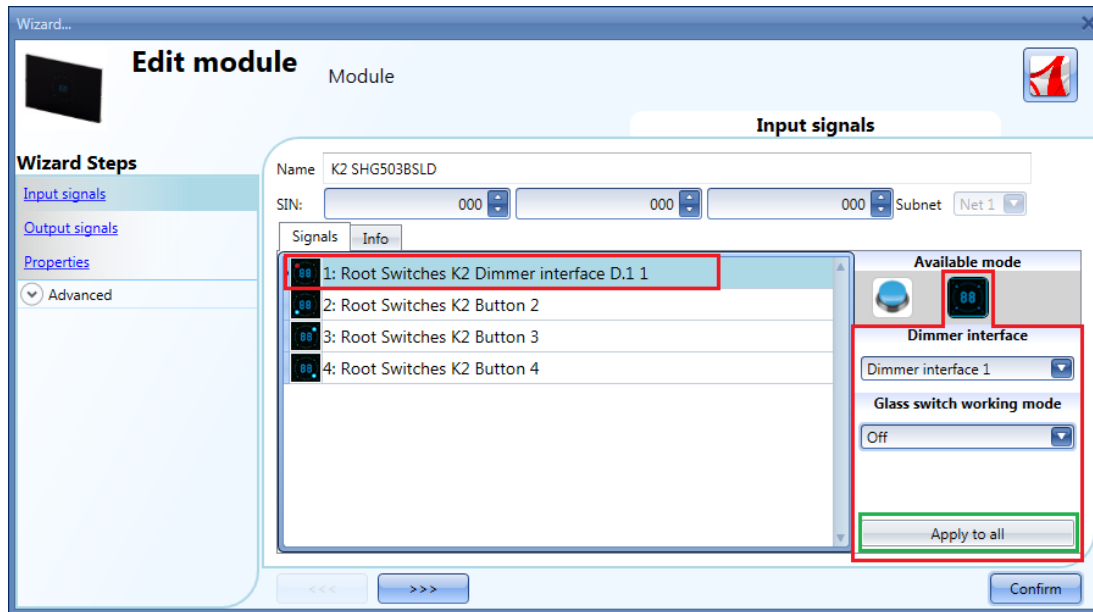 Wizard...
Edit module
Module
Input signals
Wizard Steps
Input signals
Output signals
Properties
Advanced
Name K2 SHG503BSLD
SIN: 000 000 000 Subnet Net 1
Signals Info
1: Root Switches K2 Dimmer interface D.1 1
2: Root Switches K2 Button 2
3: Root Switches K2 Button 3
4: Root Switches K2 Button 4
Available mode
88
Dimmer interface
Dimmer interface 1
Glass switch working mode
Off
Apply to all
<<< >>> Confirm